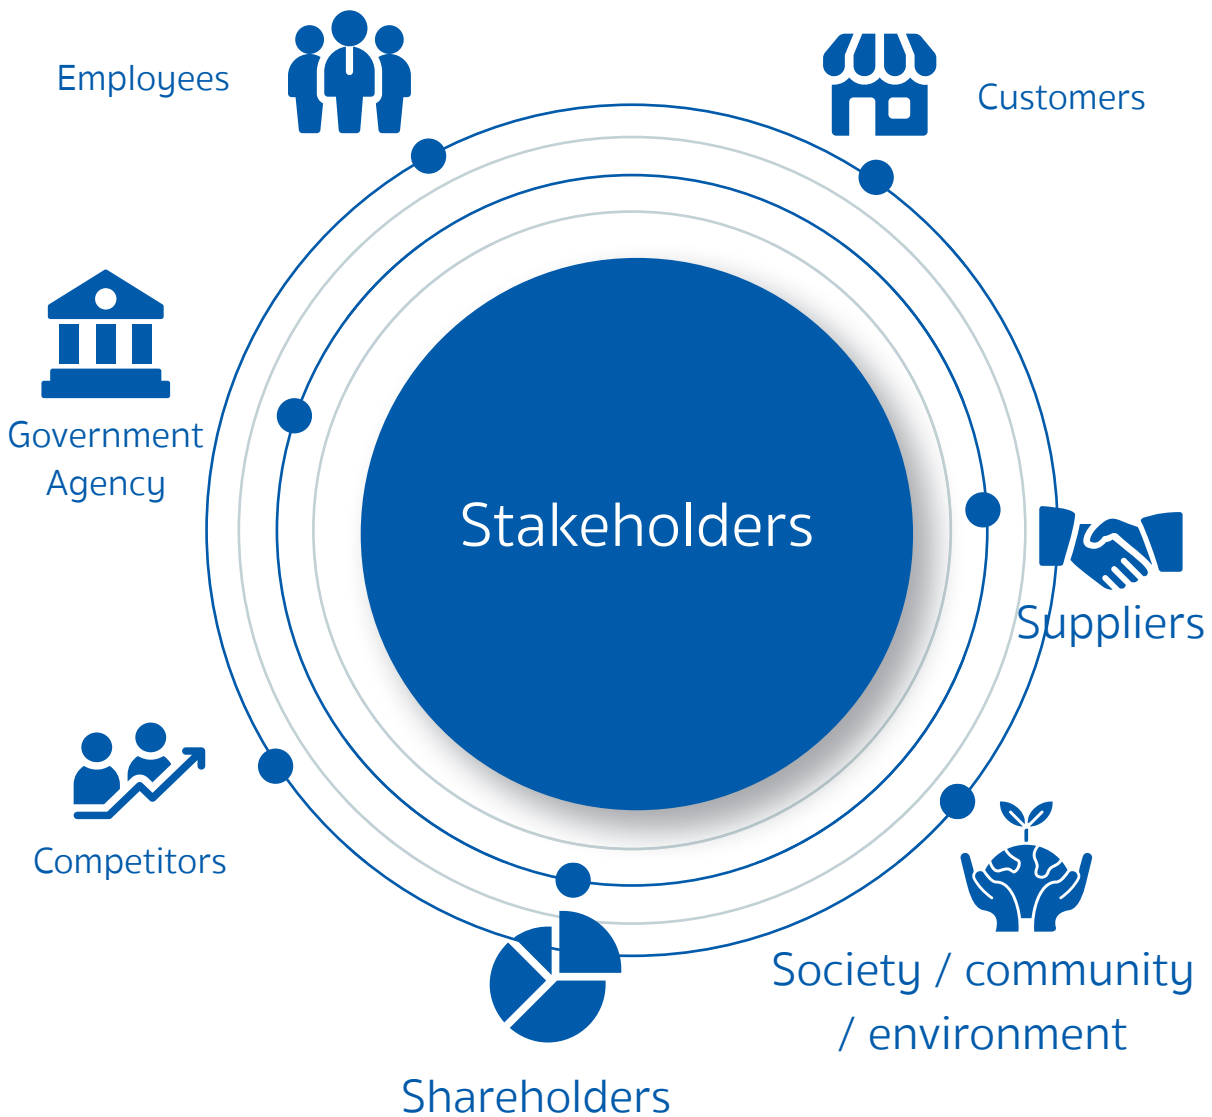 Employees
Customers
Government
Agency
Stakeholders
Suppliers
Competitors
Society / community
/ environment
Shareholders